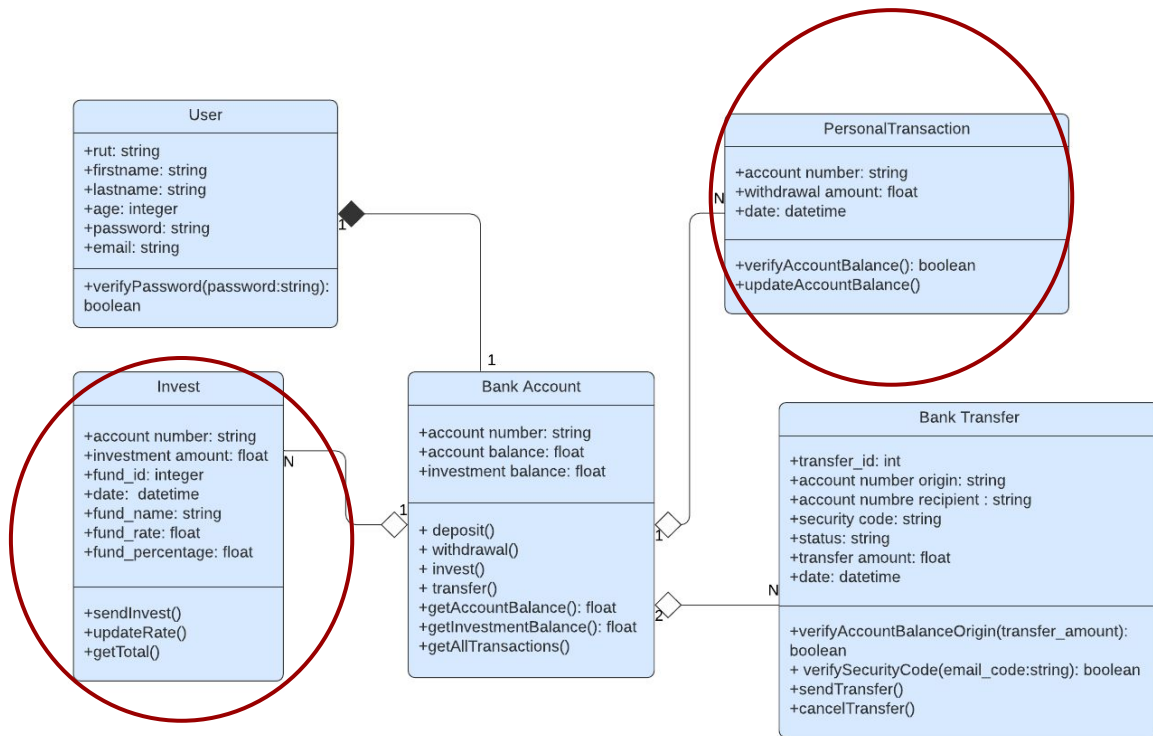 User
+rut: string
+firstname: string
+lastname: string
+age: integer
+password: string
+email: string
+verifyPassword(password:string):
boolean
1
1
PersonalTransaction
+account number: string
+withdrawal amount: float
+date: datetime
+verifyAccountBalance(): boolean
+updateAccountBalance()
N
Invest
+account number: string
+investment amount: float
+fund_id: integer
+date:  datetime
+fund_name: string
+fund_rate: float
+fund_percentage: float
+sendInvest()
+updateRate()
+getTotal()
N
1
Bank Account
+account number: string
+account balance: float
+investment balance: float
+ deposit()
+ withdrawal()
+ invest()
+ transfer()
+getAccountBalance(): float
+getInvestmentBalance(): float
+getAllTransactions()
1
2
N
Bank Transfer
+transfer_id: int
+account number origin: string
+account numbre recipient : string
+security code: string
+status: string
+transfer amount: float
+date: datetime
+verifyAccountBalanceOrigin(transfer_amount):
boolean
+ verifySecurityCode(email_code:string): boolean
+sendTransfer()
+cancelTransfer()